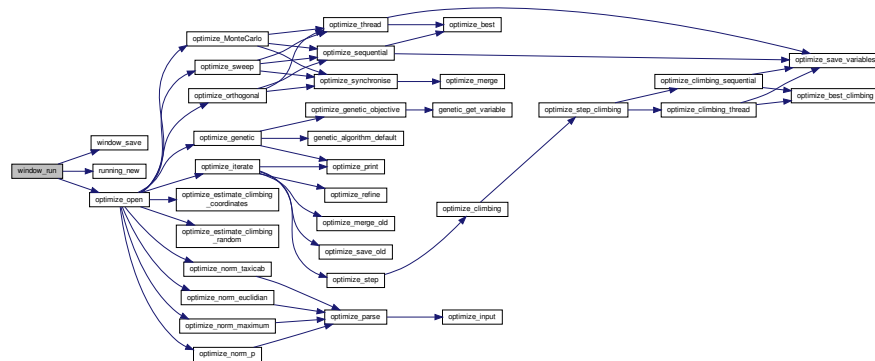 window_run
window_save
running_new
optimize_open
optimize_MonteCarlo
optimize_sweep
optimize_orthogonal
optimize_genetic
optimize_iterate
optimize_estimate_climbing
_coordinates
optimize_estimate_climbing
_random
optimize_norm_taxicab
optimize_norm_euclidian
optimize_norm_maximum
optimize_norm_p
optimize_thread
optimize_sequential
optimize_synchronise
optimize_genetic_objective
genetic_algorithm_default
optimize_print
optimize_refine
optimize_merge_old
optimize_save_old
optimize_step
optimize_parse
optimize_best
optimize_merge
genetic_get_variable
optimize_climbing
optimize_input
optimize_step_climbing
optimize_climbing_sequential
optimize_climbing_thread
optimize_save_variables
optimize_best_climbing